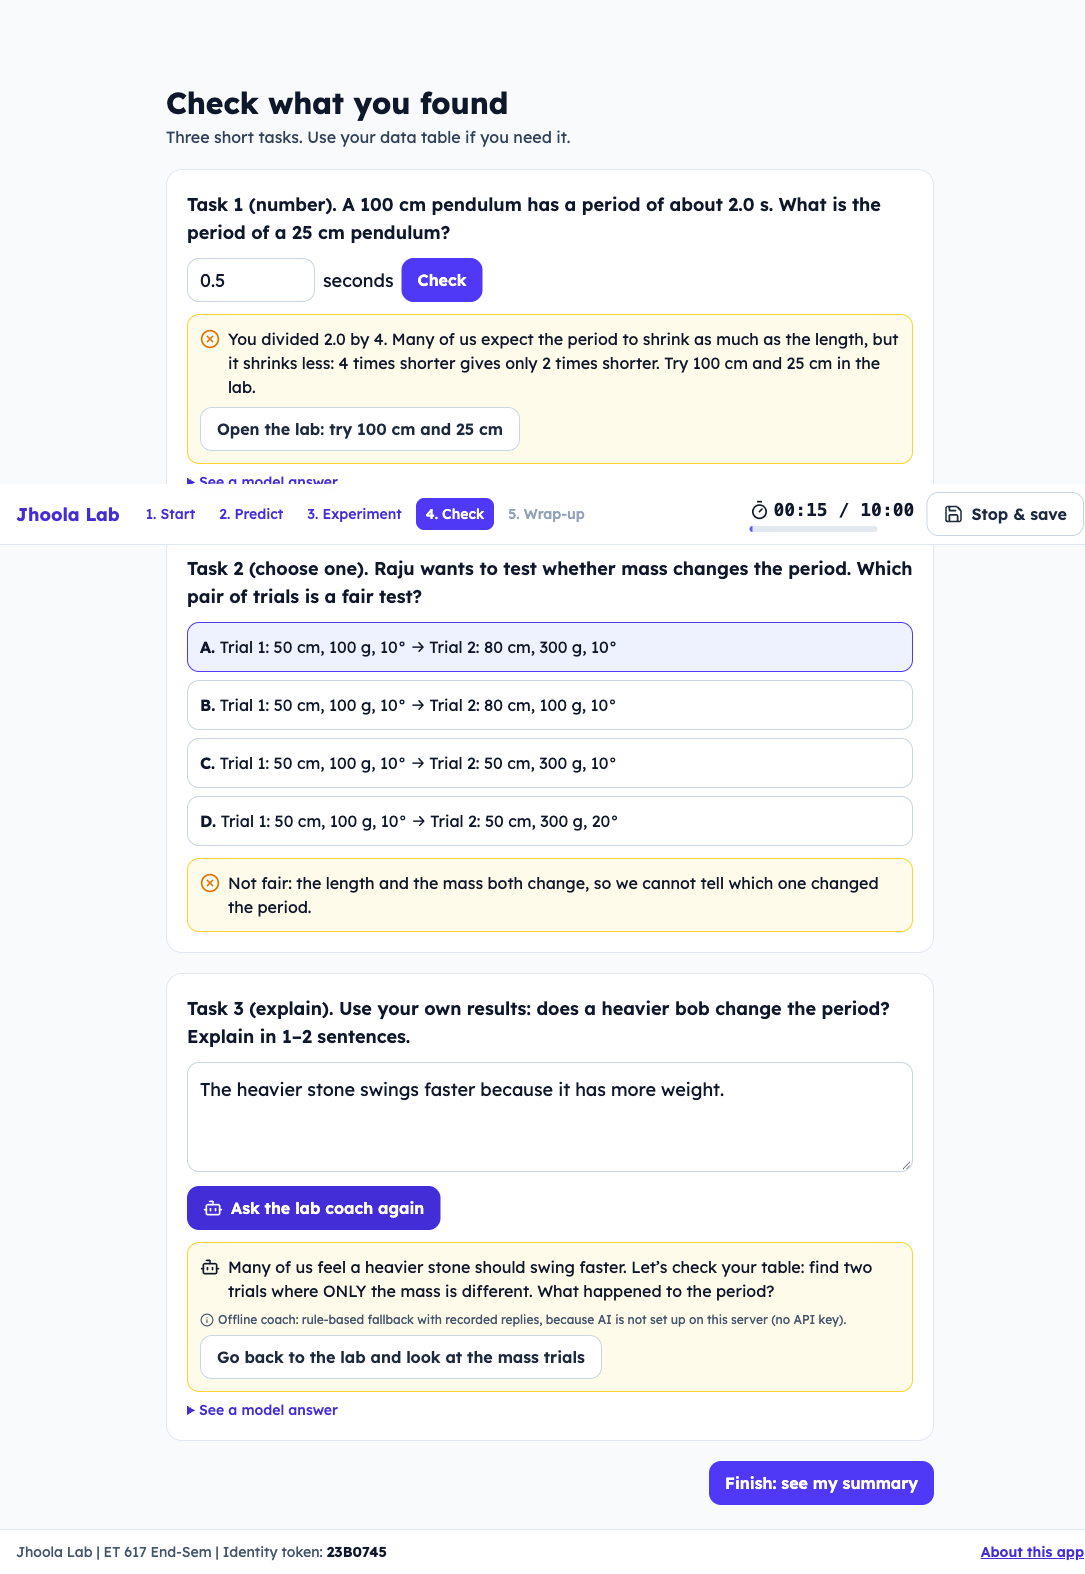 Check what you found
Three short tasks. Use your data table if you need it.
Task 1 (number). A 100 cm pendulum has a period of about 2.0 s. What is the
period of a 25 cm pendulum?
0.5 seconds Check
You divided 2.0 by 4. Many of us expect the period to shrink as much as the length, but
it shrinks less: 4 times shorter gives only 2 times shorter. Try 100 cm and 25 cm in the
lab.
Open the lab: try 100 cm and 25 cm
See a model answer
Jhoola Lab 1. Start 2. Predict 3. Experiment 4. Check 5. Wrap-up 00:15 / 10:00 Stop & save
Task 2 (choose one). Raju wants to test whether mass changes the period. Which
pair of trials is a fair test?
A. Trial 1: 50 cm, 100 g, 10° → Trial 2: 80 cm, 300 g, 10°
B. Trial 1: 50 cm, 100 g, 10° → Trial 2: 80 cm, 100 g, 10°
C. Trial 1: 50 cm, 100 g, 10° → Trial 2: 50 cm, 300 g, 10°
D. Trial 1: 50 cm, 100 g, 10° → Trial 2: 50 cm, 300 g, 20°
Not fair: the length and the mass both change, so we cannot tell which one changed
the period.
Task 3 (explain). Use your own results: does a heavier bob change the period?
Explain in 1–2 sentences.
The heavier stone swings faster because it has more weight.
Ask the lab coach again
Many of us feel a heavier stone should swing faster. Let’s check your table: find two
trials where ONLY the mass is different. What happened to the period?
Offline coach: rule-based fallback with recorded replies, because AI is not set up on this server (no API key).
Go back to the lab and look at the mass trials
See a model answer
Finish: see my summary
Jhoola Lab | ET 617 End-Sem | Identity token: 23B0745 About this app